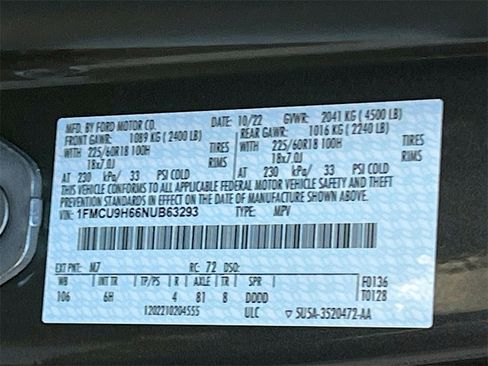 MFD. BY FORD MOTOR CO. 10/22 GVWR: 2041 KG (4500 LB)
FRONT GAWR: 1089 KG (2400 LB) REAR GAWR: 1016 KG (2240 LB)
WITH 225/60R18 100H TIRES WITH 225/60R18 100H TIRES
18x7.0J RIMS 18x7.0J RIMS
AT 230 kPa/ 33 PSI COLD AT 230 kPa/ 33 PSI COLD
THIS VEHICLE CONFORMS TO ALL APPLICABLE FEDERAL MOTOR VEHICLE SAFETY AND THEFT
PREVENTION STANDARDS IN EFFECT ON THE DATE OF MANUFACTURE SHOWN ABOVE.
VIN: 1FMCU9H66NUB63293 TYPE: MPV
EXT PNT: M7 RC: 72 DSO:
WB INT TR TP/PS R AXLE TR SPR F0136
106 6H 4 81 8 DDDD T0128
1202210204555 ULC ▽ 5U5A-3520472-AA